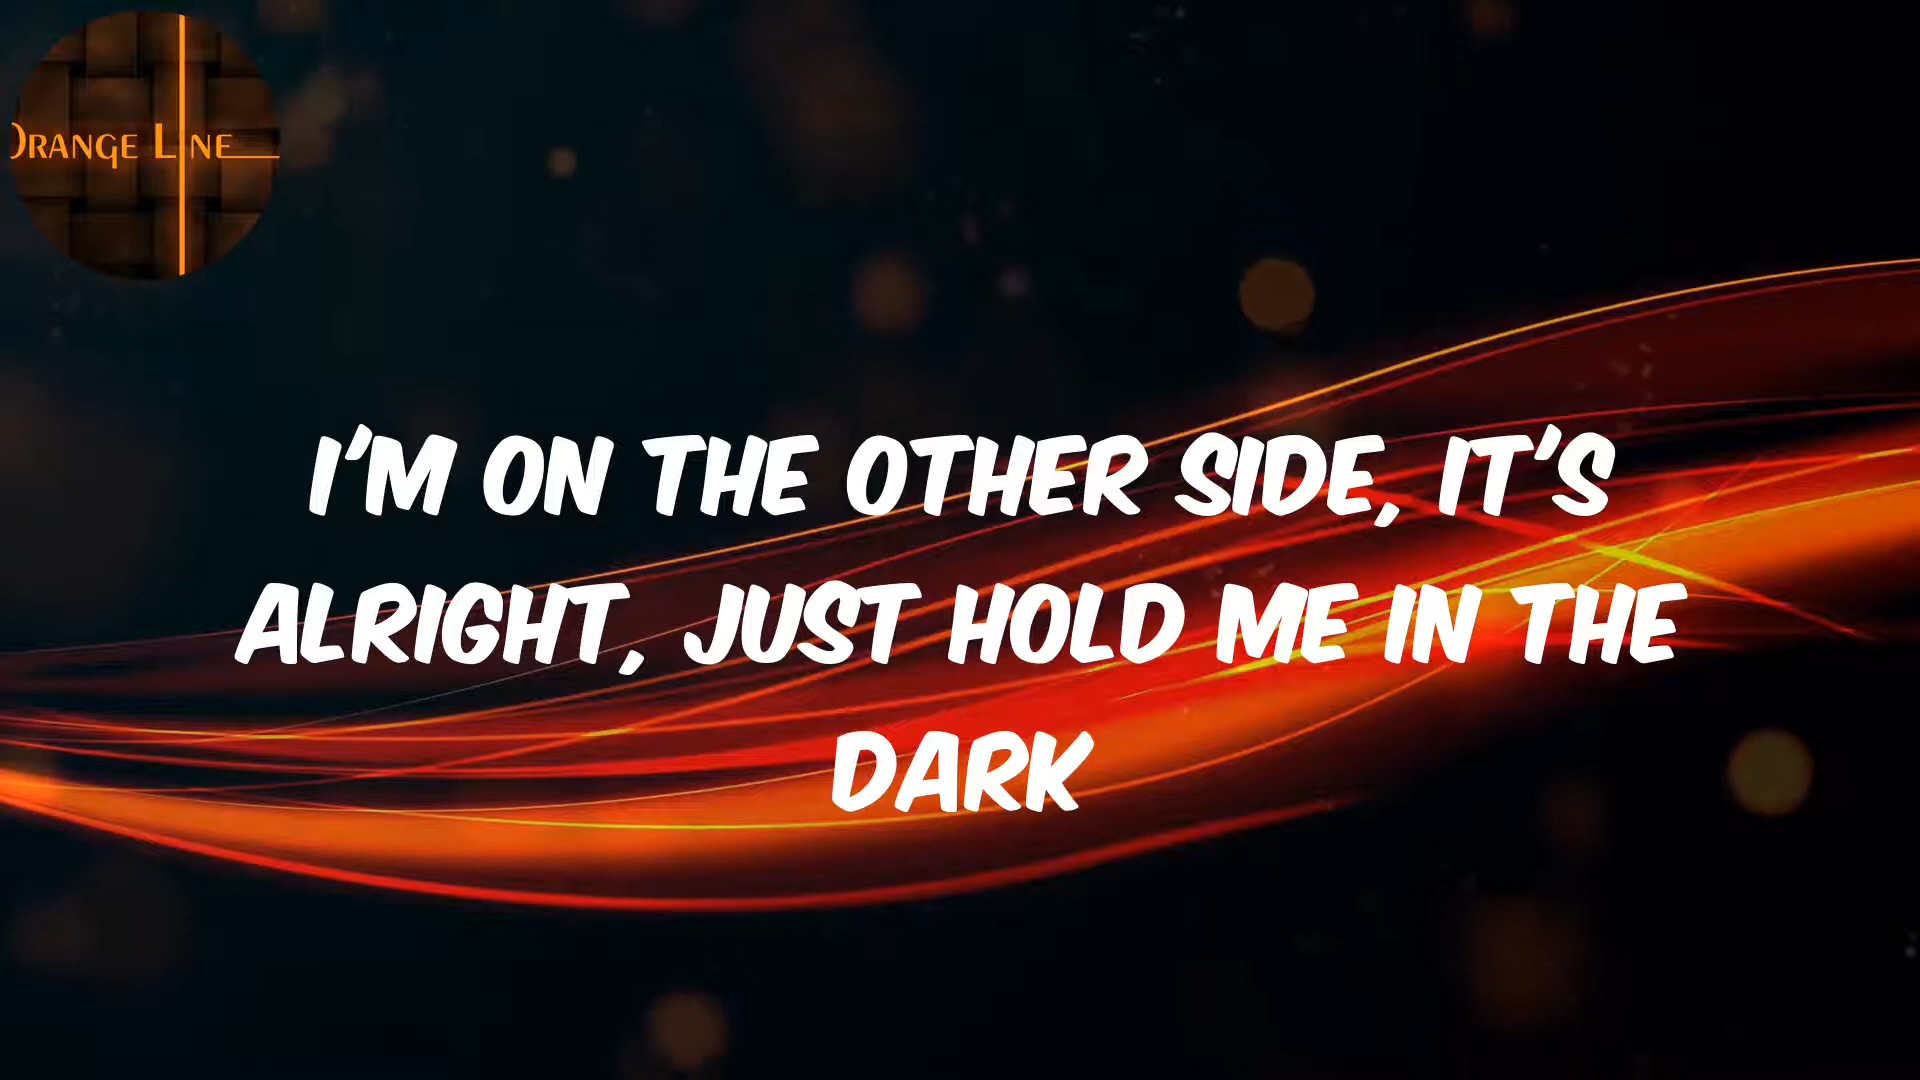 ORANGE LINE
I'M ON THE OTHER SIDE, IT'S
ALRIGHT, JUST HOLD ME IN THE
DARK